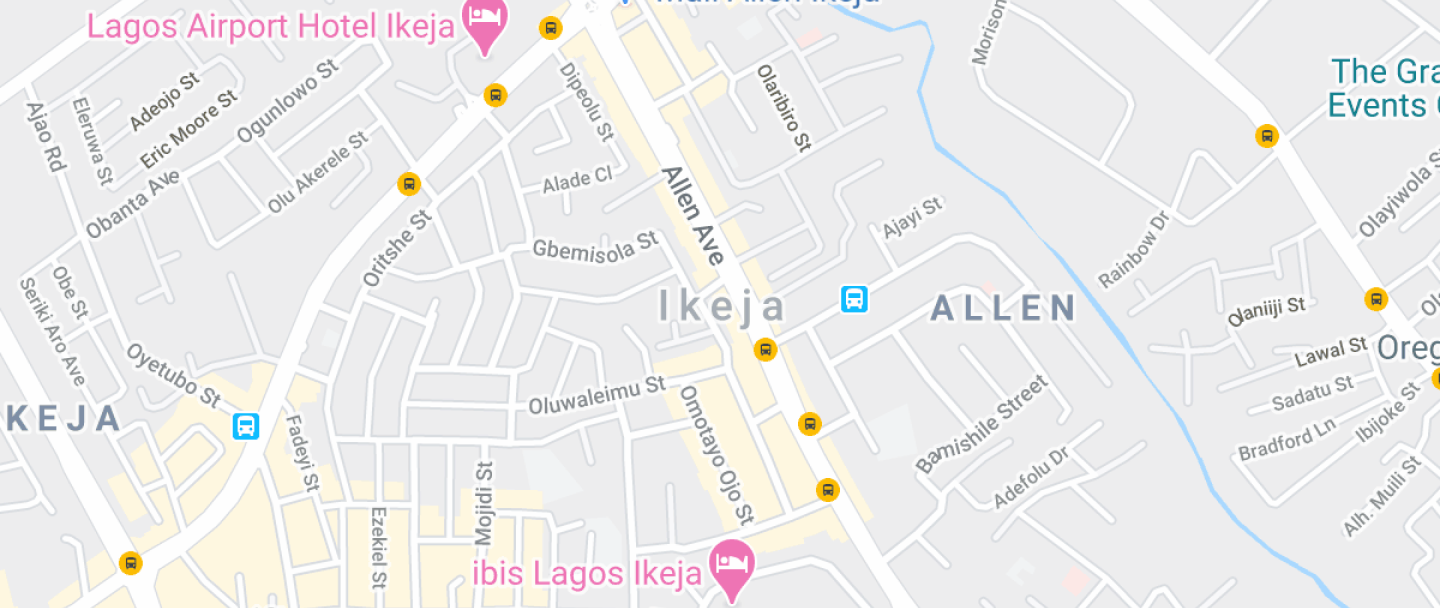 Allen Ikeja
Lagos Airport Hotel Ikeja
Morison
The Gra
Events
Adeojo St
Eric Moore St
Ogunlowo St
Eleruwa St
Ajao Rd
Obanta Ave
Olu Akerele St
Dipeolu St
Olaribiro St
Alade Cl
Allen Ave
Ajayi St
Olayiwola S
Rainbow Dr
Oritshe St
Gbemisola St
Obe St
Seriki Aro Ave
Ikeja
ALLEN
Olaniiji St
Lawal St
Oreg
Oyetubo St
Oluwaleimu St
Omotayo Ojo St
Sadatu St
Bradford Ln
Ibijoke St
KEJA
Fadeyi St
Bamishile Street
Adefolu Dr
Alh. Muili St
Mojidi St
Ezekiel St
ibis Lagos Ikeja